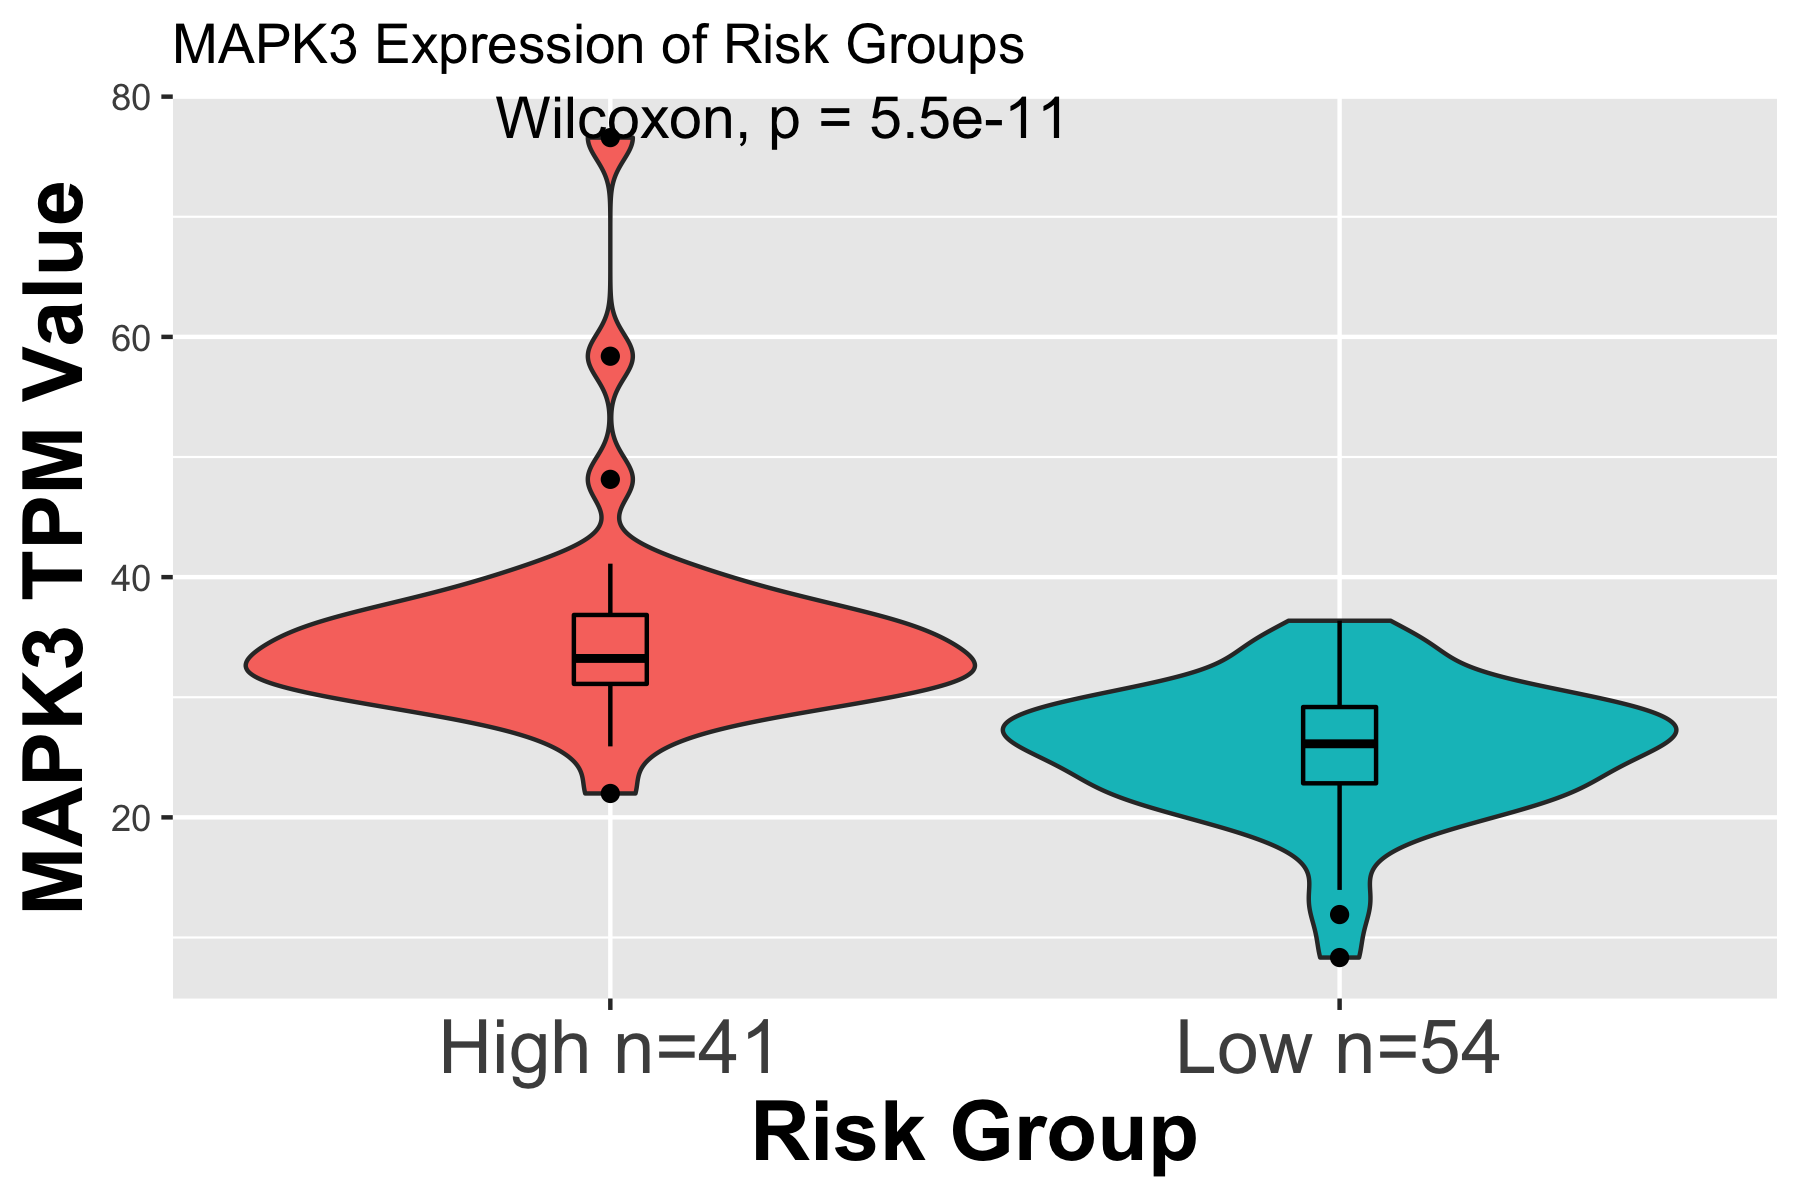 MAPK3 Expression of Risk Groups
Wilcoxon, p = 5.5e-11
MAPK3 TPM Value
80
60
40
20
High n=41
Low n=54
Risk Group